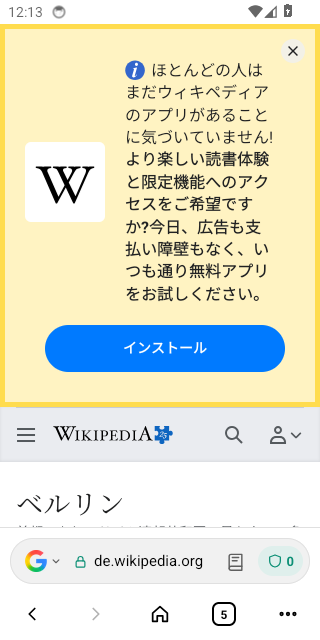 12:13
ほとんどの人は
まだウィキペディア
のアプリがあること
に気づいていません!
より楽しい読書体験
と限定機能へのアク
セスをご希望です
か?今日、広告も支
払い障壁もなく、い
つも通り無料アプリ
をお試しください。
インストール
WIKIPEDIA
ベルリン
de.wikipedia.org
0
5